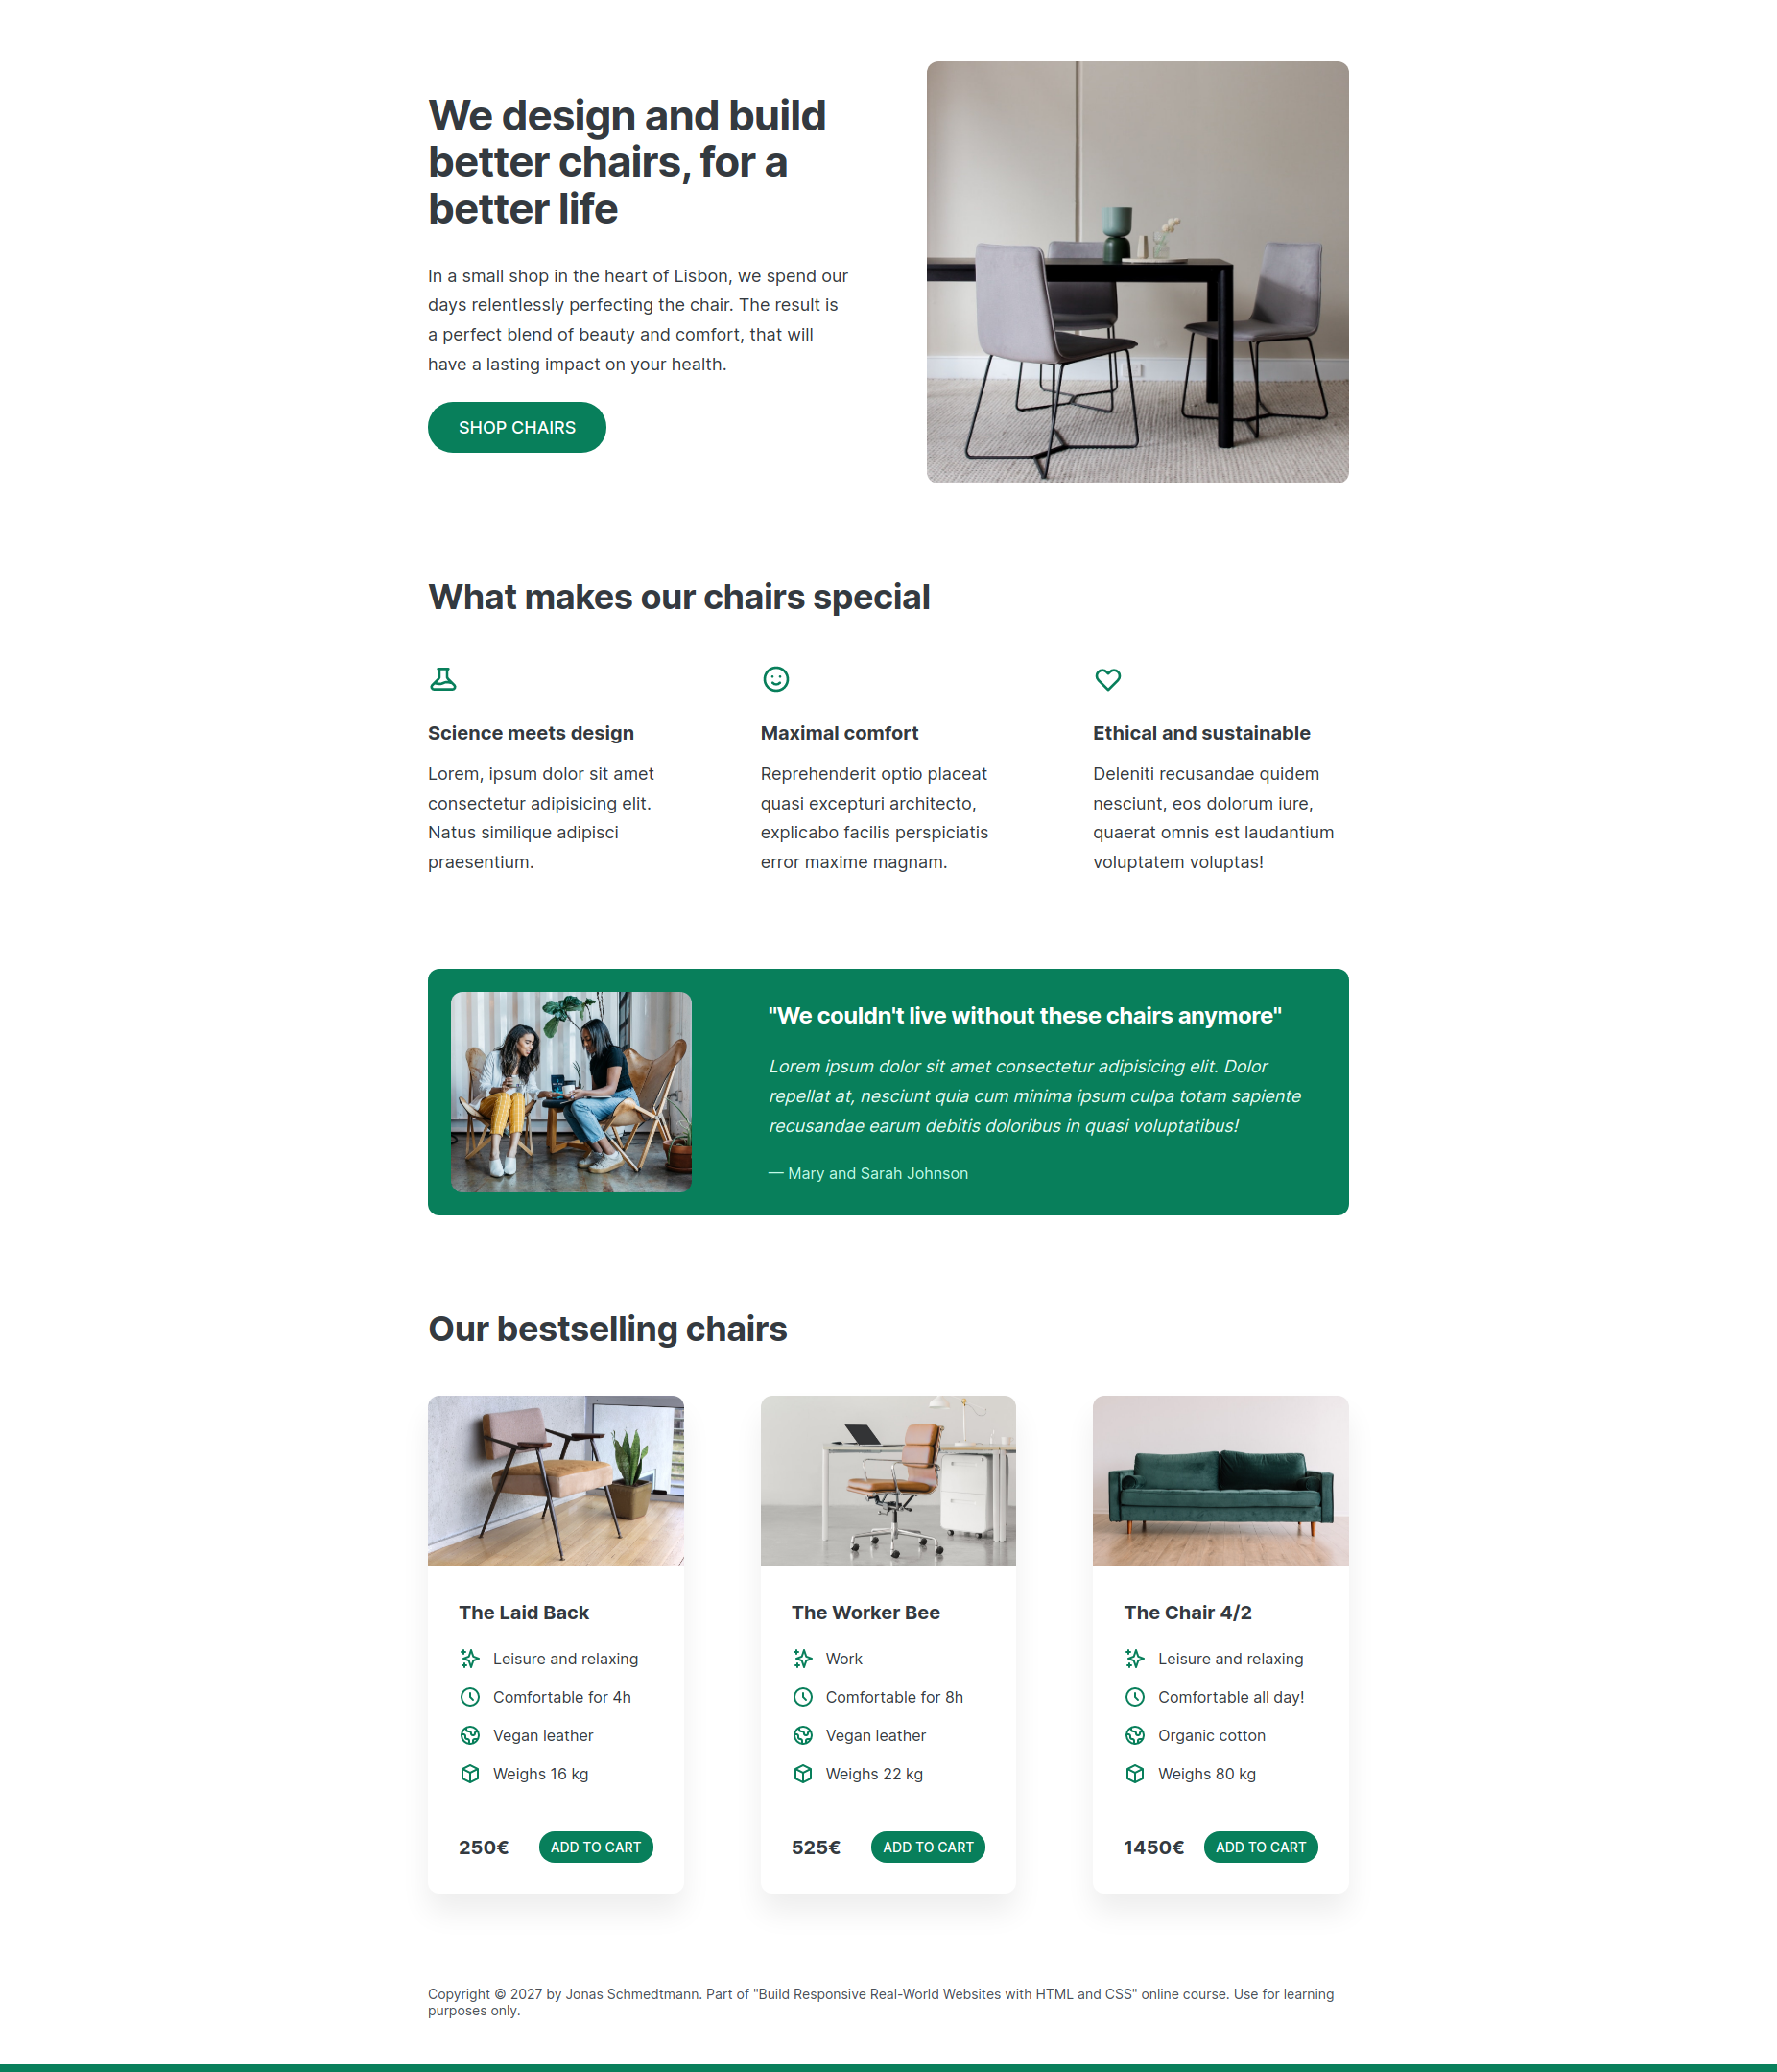 We design and build
better chairs, for a
better life
In a small shop in the heart of Lisbon, we spend our
days relentlessly perfecting the chair. The result is
a perfect blend of beauty and comfort, that will
have a lasting impact on your health.
SHOP CHAIRS
What makes our chairs special
Science meets design
Lorem, ipsum dolor sit amet
consectetur adipisicing elit.
Natus similique adipisci
praesentium.
Maximal comfort
Reprehenderit optio placeat
quasi excepturi architecto,
explicabo facilis perspiciatis
error maxime magnam.
Ethical and sustainable
Deleniti recusandae quidem
nesciunt, eos dolorum iure,
quaerat omnis est laudantium
voluptatem voluptas!
"We couldn't live without these chairs anymore"
Lorem ipsum dolor sit amet consectetur adipisicing elit. Dolor
repellat at, nesciunt quia cum minima ipsum culpa totam sapiente
recusandae earum debitis doloribus in quasi voluptatibus!
— Mary and Sarah Johnson
Our bestselling chairs
The Laid Back
Leisure and relaxing
Comfortable for 4h
Vegan leather
Weighs 16 kg
250€ ADD TO CART
The Worker Bee
Work
Comfortable for 8h
Vegan leather
Weighs 22 kg
525€ ADD TO CART
The Chair 4/2
Leisure and relaxing
Comfortable all day!
Organic cotton
Weighs 80 kg
1450€ ADD TO CART
Copyright © 2027 by Jonas Schmedtmann. Part of "Build Responsive Real-World Websites with HTML and CSS" online course. Use for learning
purposes only.